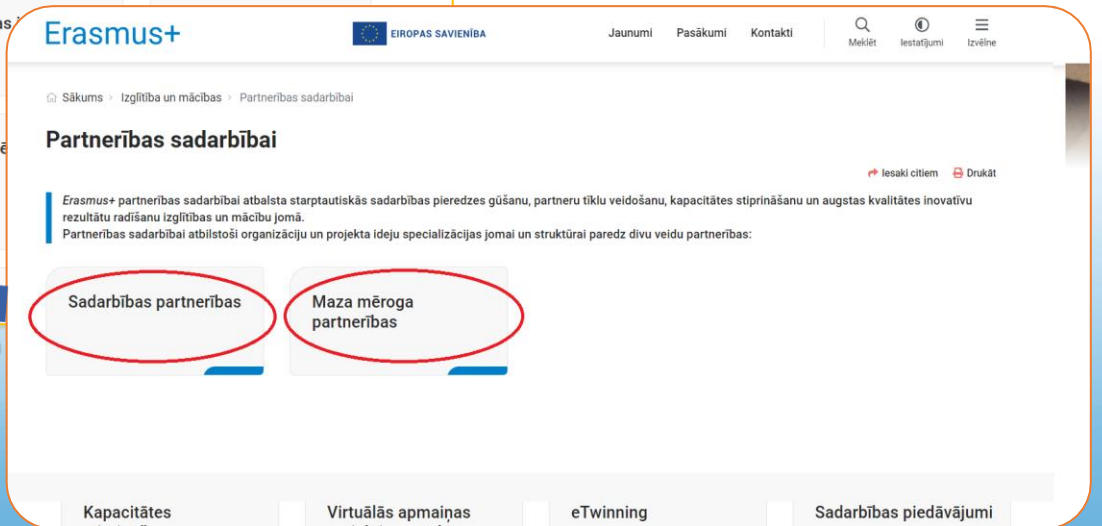 Erasmus+
EIROPAS SAVIENĪBA
Jaunumi Pasākumi Kontakti
Meklēt Iestatījumi Izvēlne
Sākums > Izglītība un mācības > Partnerības sadarbībai
Partnerības sadarbībai
Iesaki citiem Drukāt
Erasmus+ partnerības sadarbībai atbalsta starptautiskās sadarbības pieredzes gūšanu, partneru tīklu veidošanu, kapacitātes stiprināšanu un augstas kvalitātes inovatīvu
rezultātu radīšanu izglītības un mācību jomā.
Partnerības sadarbībai atbilstoši organizāciju un projekta ideju specializācijas jomai un struktūrai paredz divu veidu partnerības:
Sadarbības partnerības
Maza mēroga
partnerības
Kapacitātes
Virtuālās apmaiņas
eTwinning
Sadarbības piedāvājumi